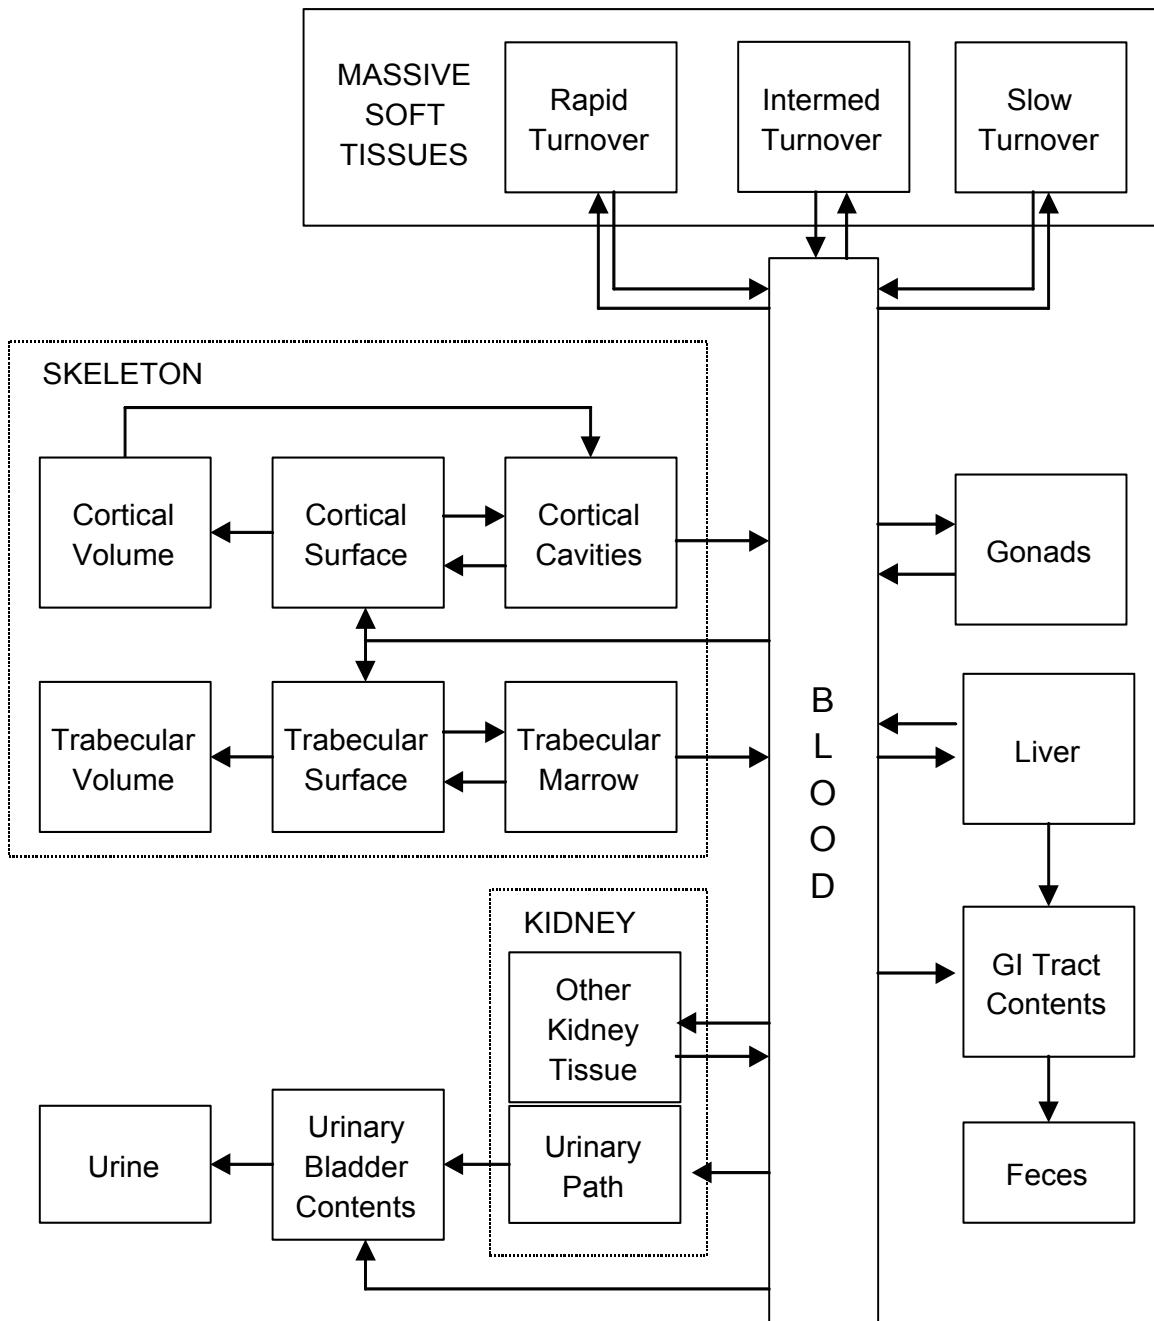 MASSIVE
SOFT
TISSUES
Rapid
Turnover
Intermed
Turnover
Slow
Turnover
SKELETON
Cortical
Volume
Cortical
Surface
Cortical
Cavities
Gonads
Trabecular
Volume
Trabecular
Surface
Trabecular
Marrow
B
L
O
O
D
Liver
KIDNEY
Other
Kidney
Tissue
GI Tract
Contents
Urine
Urinary
Bladder
Contents
Urinary
Path
Feces